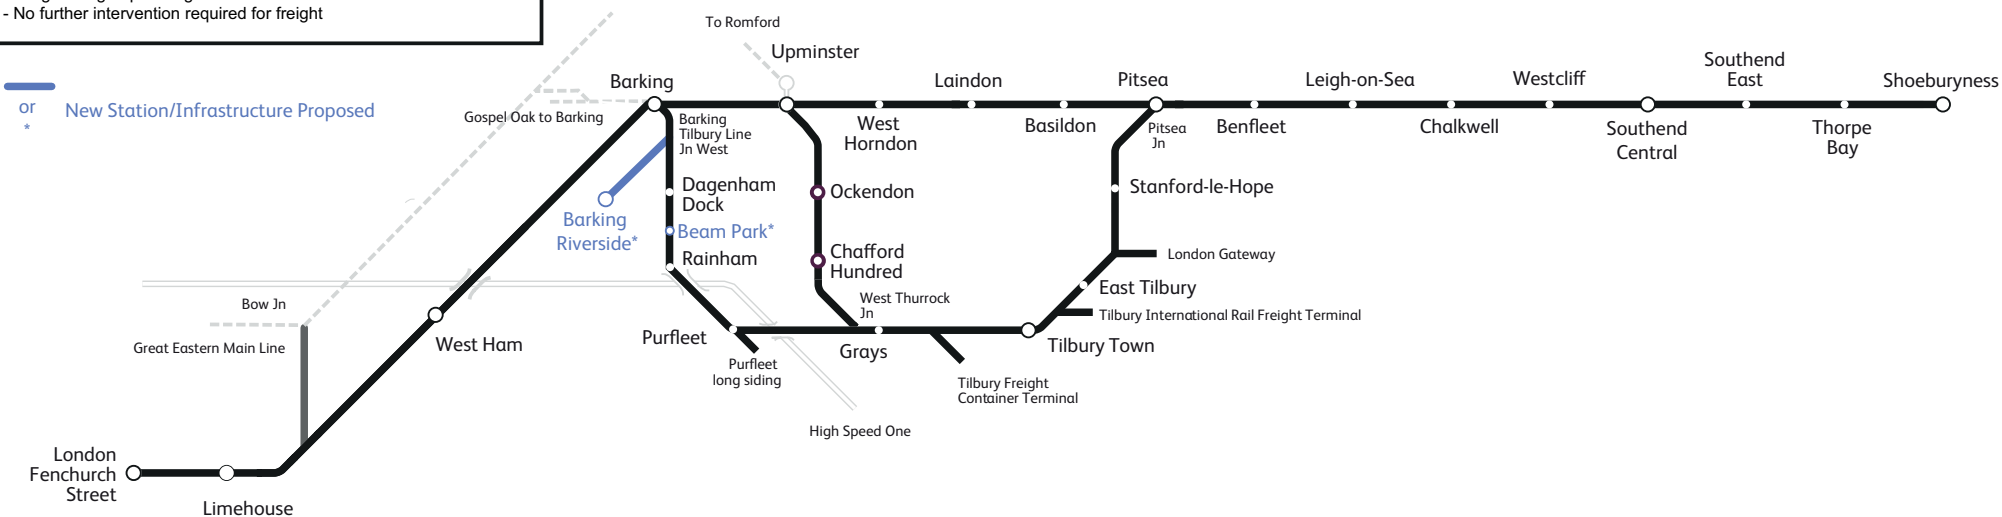 - No further intervention required for freight
or
*
New Station/Infrastructure Proposed
To Romford
Upminster
Barking
Gospel Oak to Barking
Barking
Tilbury Line
Jn West
West
Horndon
Laindon
Basildon
Pitsea
Pitsea
Jn
Benfleet
Leigh-on-Sea
Chalkwell
Westcliff
Southend
Central
Southend
East
Thorpe
Bay
Shoeburyness
Dagenham
Dock
Barking
Riverside*
Beam Park*
Rainham
Ockendon
Chafford
Hundred
West Thurrock
Jn
Stanford-le-Hope
London Gateway
East Tilbury
Tilbury International Rail Freight Terminal
Tilbury Town
Bow Jn
Great Eastern Main Line
West Ham
Purfleet
Purfleet
long siding
Grays
Tilbury Freight
Container Terminal
High Speed One
London
Fenchurch
Street
Limehouse